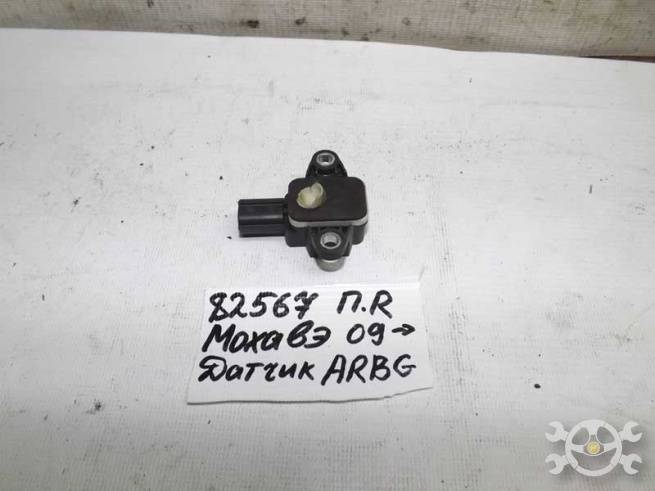 82567 П.R
Мохавэ 09→
Датчик ARBG